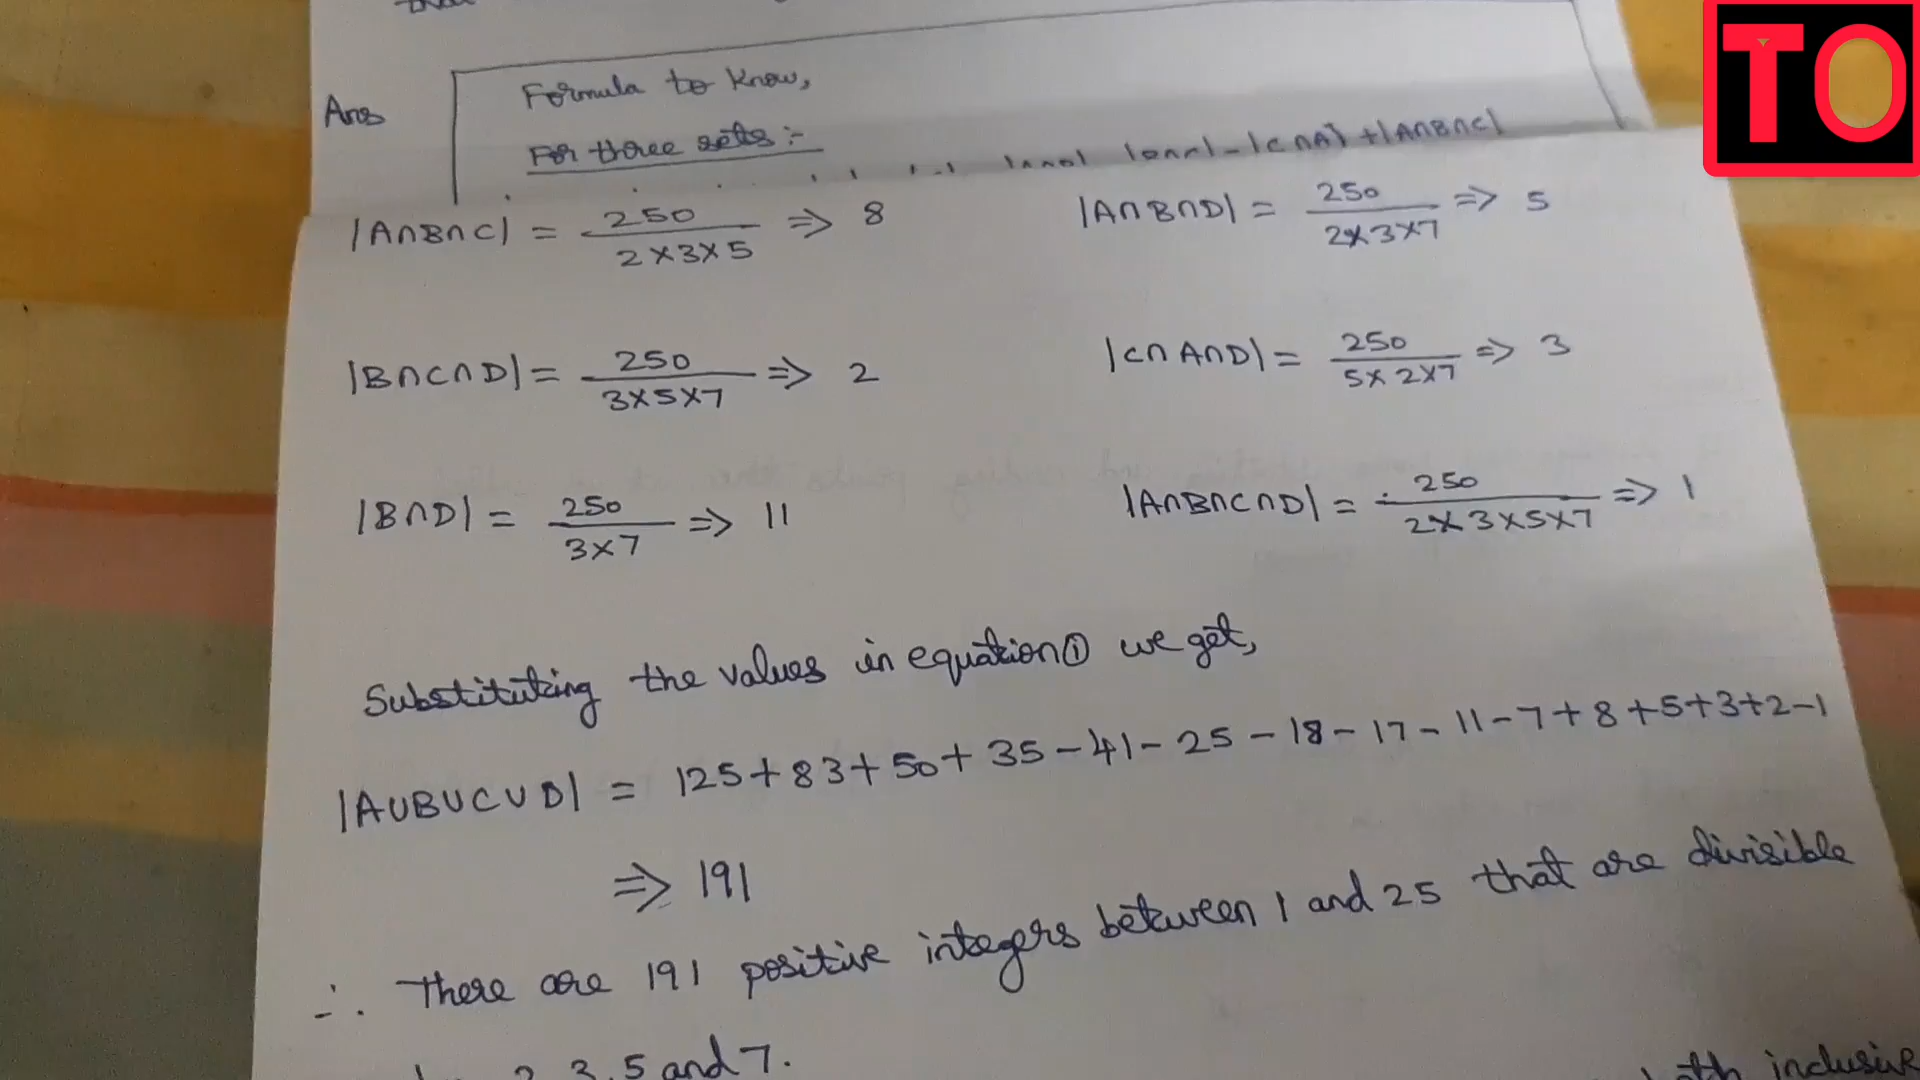 TO
Ans
Formula to know,
For three sets :-
|C∩A| + |A∩B∩C|
|A∩B∩C| = 250 / 2×3×5 => 8
|A∩B∩D| = 250 / 2×3×7 => 5
|B∩C∩D| = 250 / 3×5×7 => 2
|C∩A∩D| = 250 / 5×2×7 => 3
|B∩D| = 250 / 3×7 => 11
|A∩B∩C∩D| = 250 / 2×3×5×7 => 1
Substituting the values in equation ① we get,
|A∪B∪C∪D| = 125+83+50+35-41-25-18-17-11-7+8+5+3+2-1
=> 191
∴ There are 191 positive integers between 1 and 25 that are divisible
2, 3, 5 and 7.
inclusive